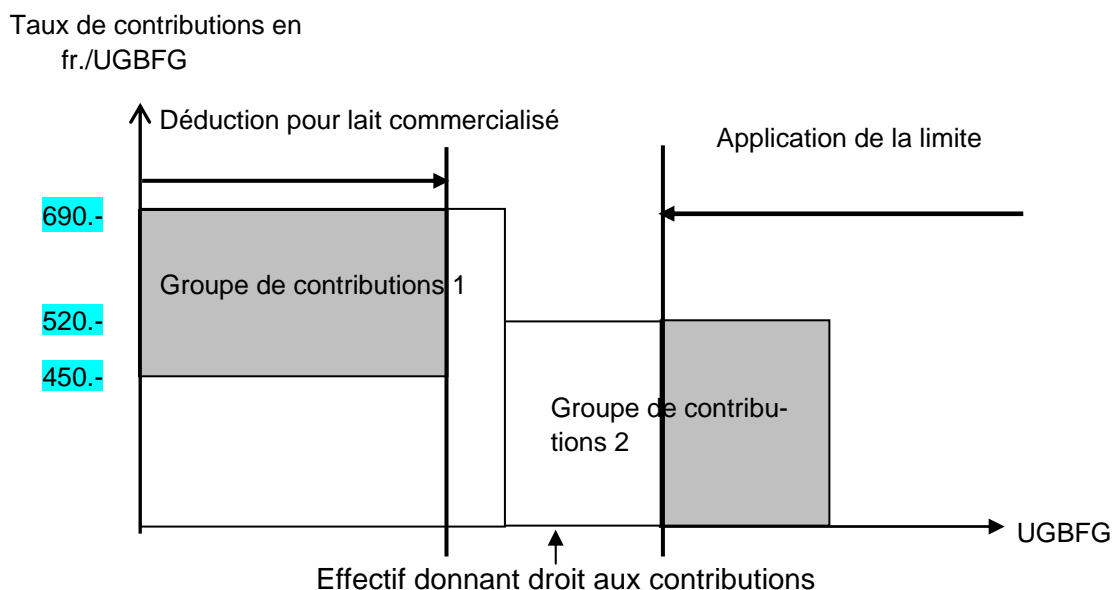 Taux de contributions en
fr./UGBFG
Déduction pour lait commercialisé
Application de la limite
690.-
Groupe de contributions 1
520.-
450.-
Groupe de contribu-
tions 2
UGBFG
Effectif donnant droit aux contributions